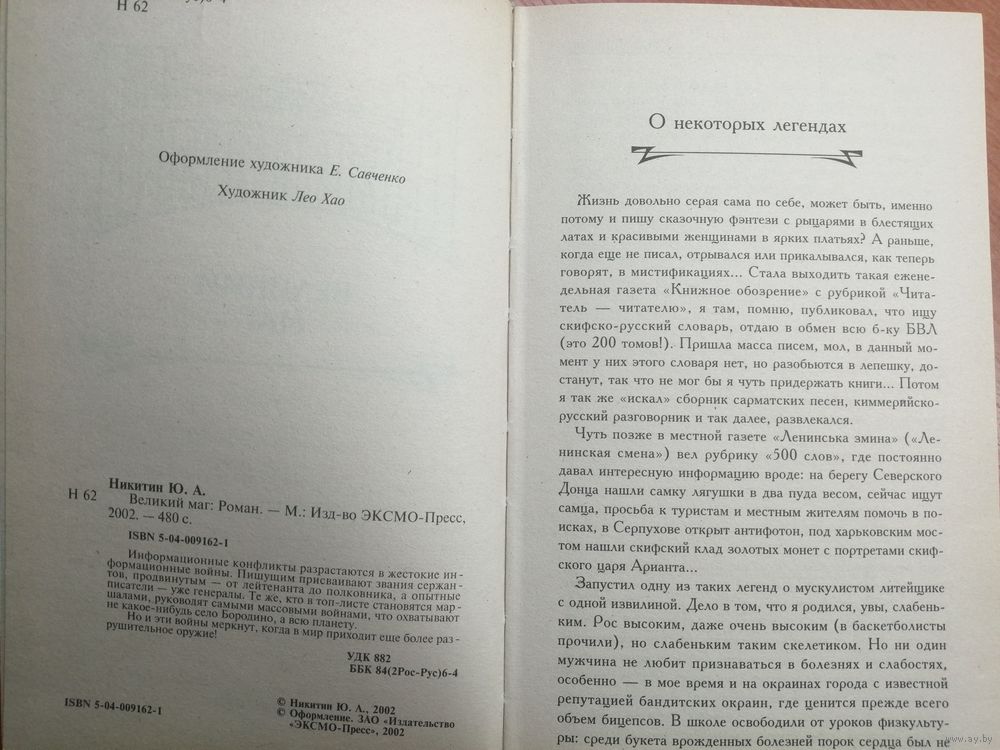 Н 62
Оформление художника Е. Савченко
Художник Лео Хао
Никитин Ю. А.
Н 62
Великий маг: Роман. — М.: Изд-во ЭКСМО-Пресс,
2002. — 480 с.
ISBN 5-04-009162-1
Информационные конфликты разрастаются в жестокие ин-
формационные войны. Пишущим присваивают звания сержан-
тов, продвинутым — от лейтенанта до полковника, а опытные
писатели — уже генералы. Те же, кто в топ-листе становятся мар-
шалами, руководят самыми массовыми войнами, что охватывают
не какое-нибудь село Бородино, а всю планету.
Но и эти войны меркнут, когда в мир приходит еще более раз-
рушительное оружие!
УДК 882
ББК 84(2Рос-Рус)6-4
ISBN 5-04-009162-1
© Никитин Ю. А., 2002
© Оформление. ЗАО «Издательство
«ЭКСМО-Пресс», 2002
О некоторых легендах
Жизнь довольно серая сама по себе, может быть, именно
потому и пишу сказочную фэнтези с рыцарями в блестящих
латах и красивыми женщинами в ярких платьях? А раньше,
когда еще не писал, отрывался или прикалывался, как теперь
говорят, в мистификациях... Стала выходить такая ежене-
дельная газета «Книжное обозрение» с рубрикой «Чита-
тель — читателю», я там, помню, публиковал, что ищу
скифско-русский словарь, отдаю в обмен всю б-ку БВЛ
(это 200 томов!). Пришла масса писем, мол, в данный мо-
мент у них этого словаря нет, но разобьются в лепешку, до-
станут, так что не мог бы я чуть придержать книги... Потом
я так же «искал» сборник сарматских песен, киммерийско-
русский разговорник и так далее, развлекался.
Чуть позже в местной газете «Ленинська змина» («Ле-
нинская смена») вел рубрику «500 слов», где постоянно
давал интересную информацию вроде: на берегу Северского
Донца нашли самку лягушки в два пуда весом, сейчас ищут
самца, просьба к туристам и местным жителям помочь в по-
исках, в Серпухове открыт антифотон, под харьковским мос-
том нашли скифский клад золотых монет с портретами скиф-
ского царя Арианта...
Запустил одну из таких легенд о мускулистом литейщике
с одной извилиной. Дело в том, что я родился, увы, слабень-
ким. Рос высоким, даже очень высоким (в баскетболисты
прочили), но слабеньким таким скелетиком. Но ни один
мужчина не любит признаваться в болезнях и слабостях,
особенно — в мое время и на окраинах города с известной
репутацией бандитских окраин, где ценится прежде всего
объем бицепсов. В школе освободили от уроков физкульту-
ры: среди букета врожденных болезней порок сердца был не
www.ay.by